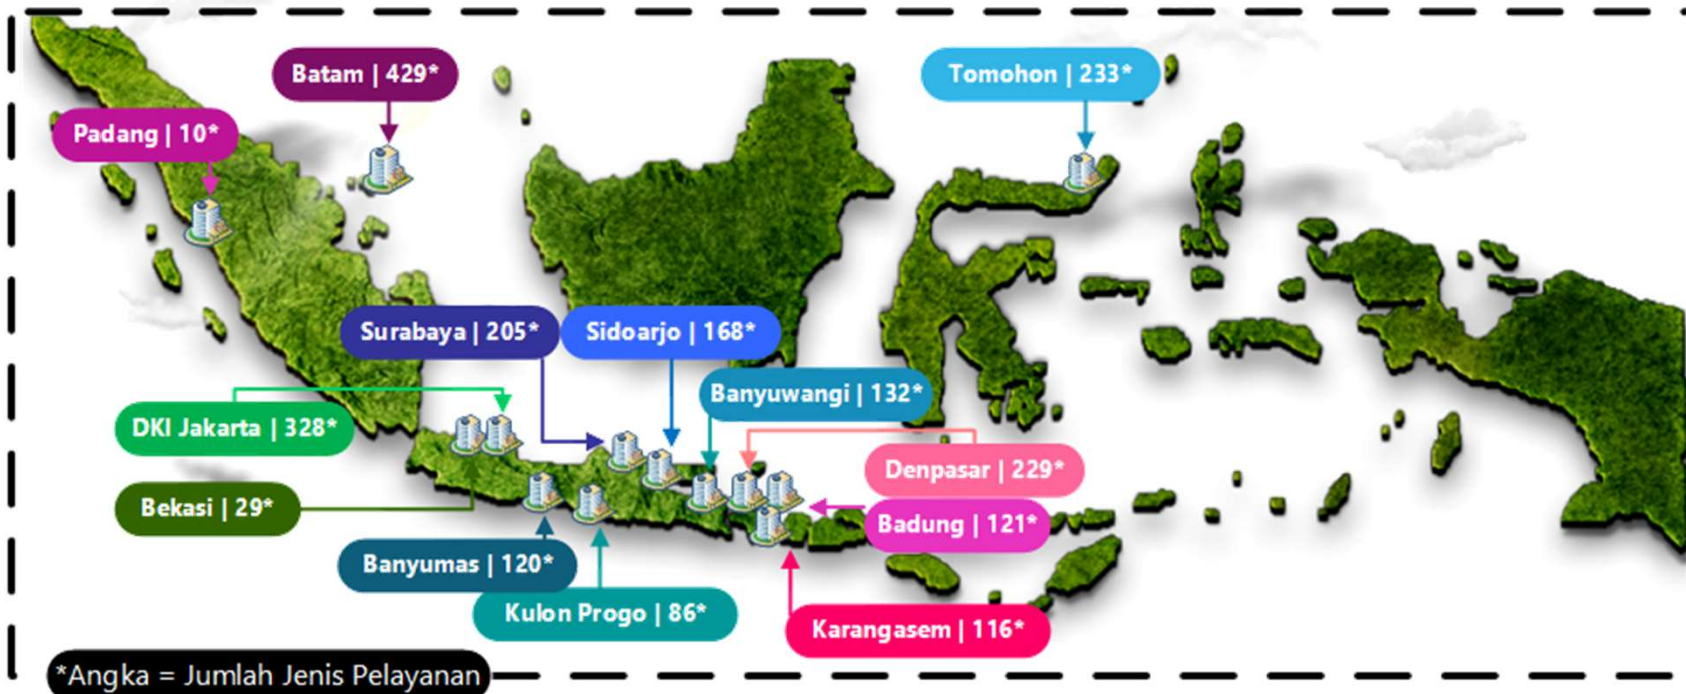 Batam | 429*
Tomohon | 233*
Padang | 10*
Surabaya | 205*
Sidoarjo | 168*
Banyuwangi | 132*
DKI Jakarta | 328*
Denpasar | 229*
Bekasi | 29*
Badung | 121*
Banyumas | 120*
Kulon Progo | 86*
Karangasem | 116*
*Angka = Jumlah Jenis Pelayanan